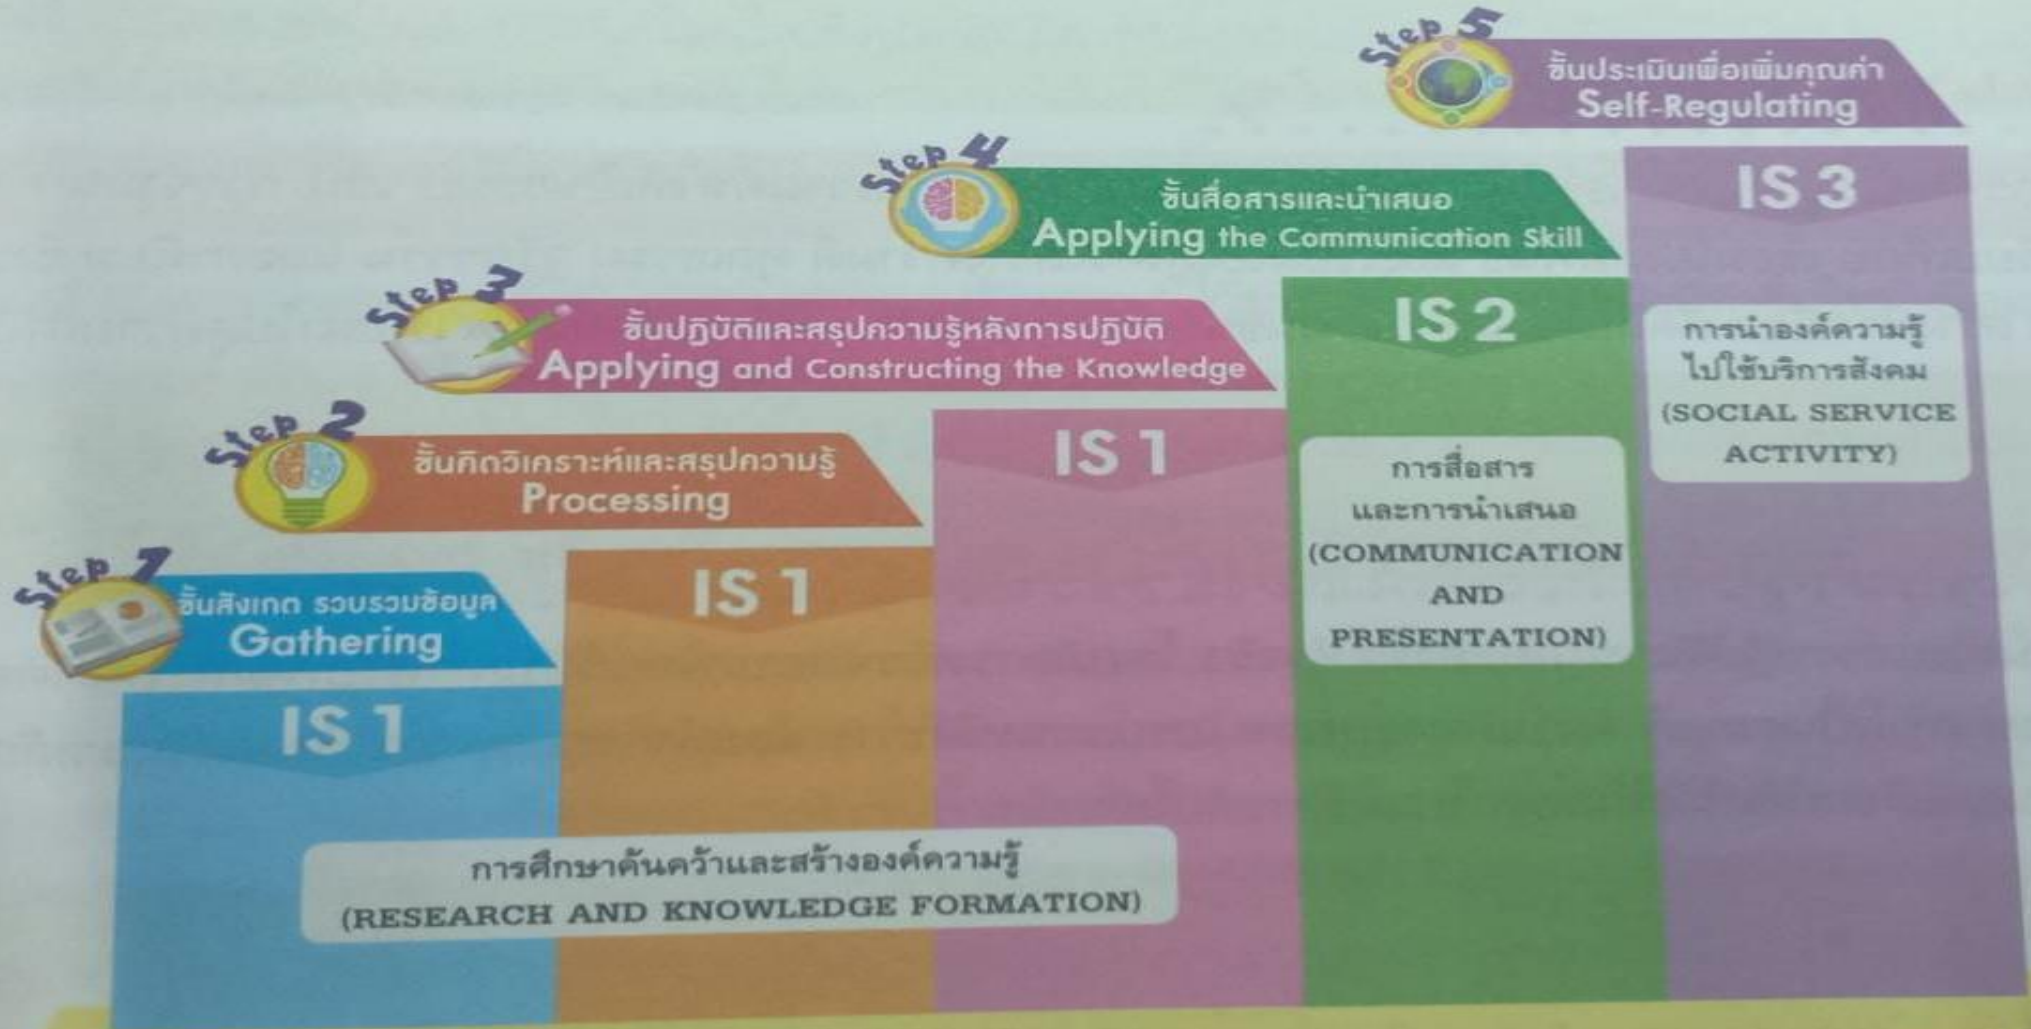 Step 1
ขั้นสังเกต รวบรวมข้อมูล
Gathering
IS 1
Step 2
ขั้นคิดวิเคราะห์และสรุปความรู้
Processing
IS 1
Step 3
ขั้นปฏิบัติและสรุปความรู้หลังการปฏิบัติ
Applying and Constructing the Knowledge
IS 1
การศึกษาค้นคว้าและสร้างองค์ความรู้
(RESEARCH AND KNOWLEDGE FORMATION)
Step 4
ขั้นสื่อสารและนำเสนอ
Applying the Communication Skill
IS 2
การสื่อสาร
และการนำเสนอ
(COMMUNICATION
AND
PRESENTATION)
Step 5
ขั้นประเมินเพื่อเพิ่มคุณค่า
Self-Regulating
IS 3
การนำองค์ความรู้
ไปใช้บริการสังคม
(SOCIAL SERVICE
ACTIVITY)